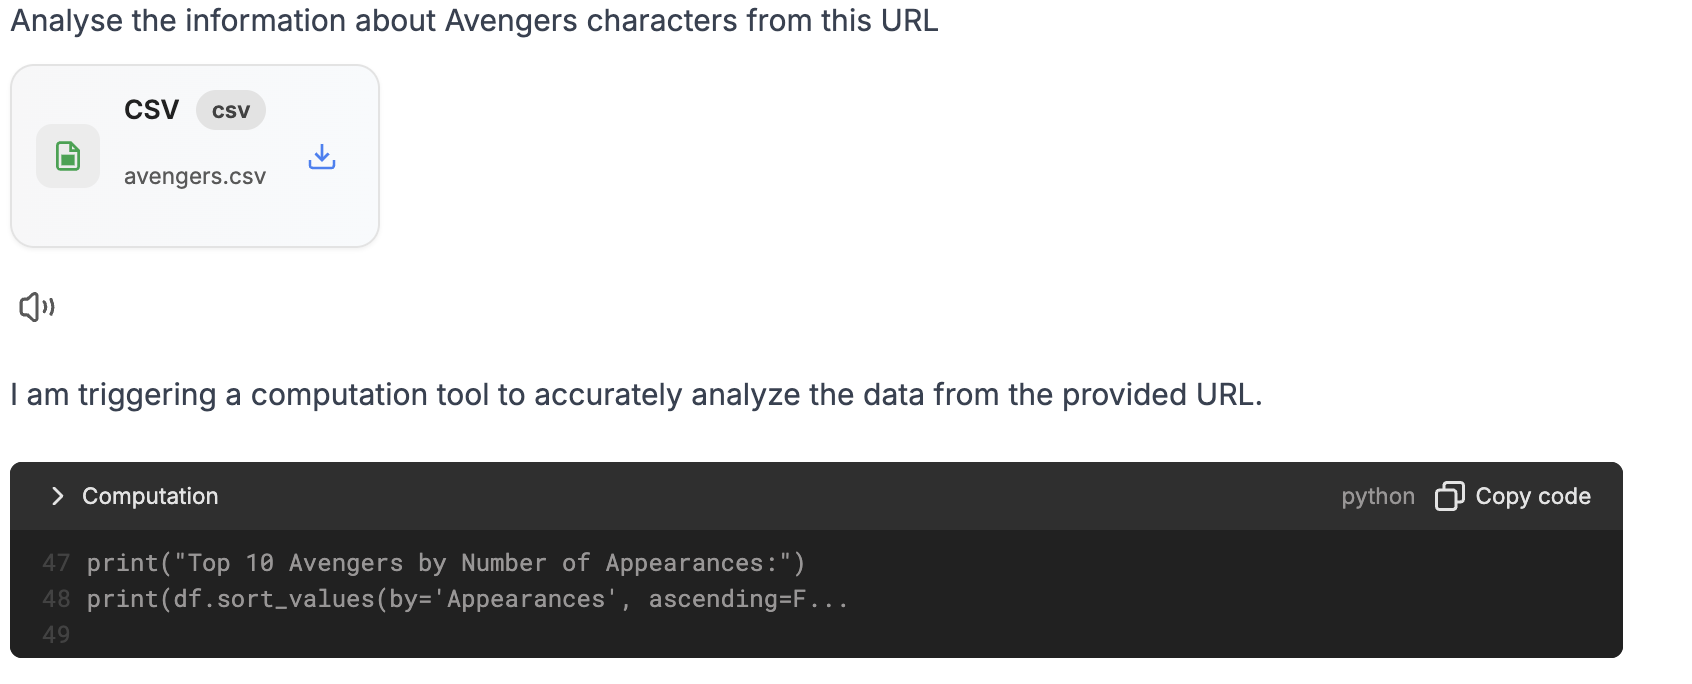 Analyse the information about Avengers characters from this URL
CSV csv
avengers.csv
I am triggering a computation tool to accurately analyze the data from the provided URL.
Computation python Copy code
47 print("Top 10 Avengers by Number of Appearances:")
48 print(df.sort_values(by='Appearances', ascending=F...
49